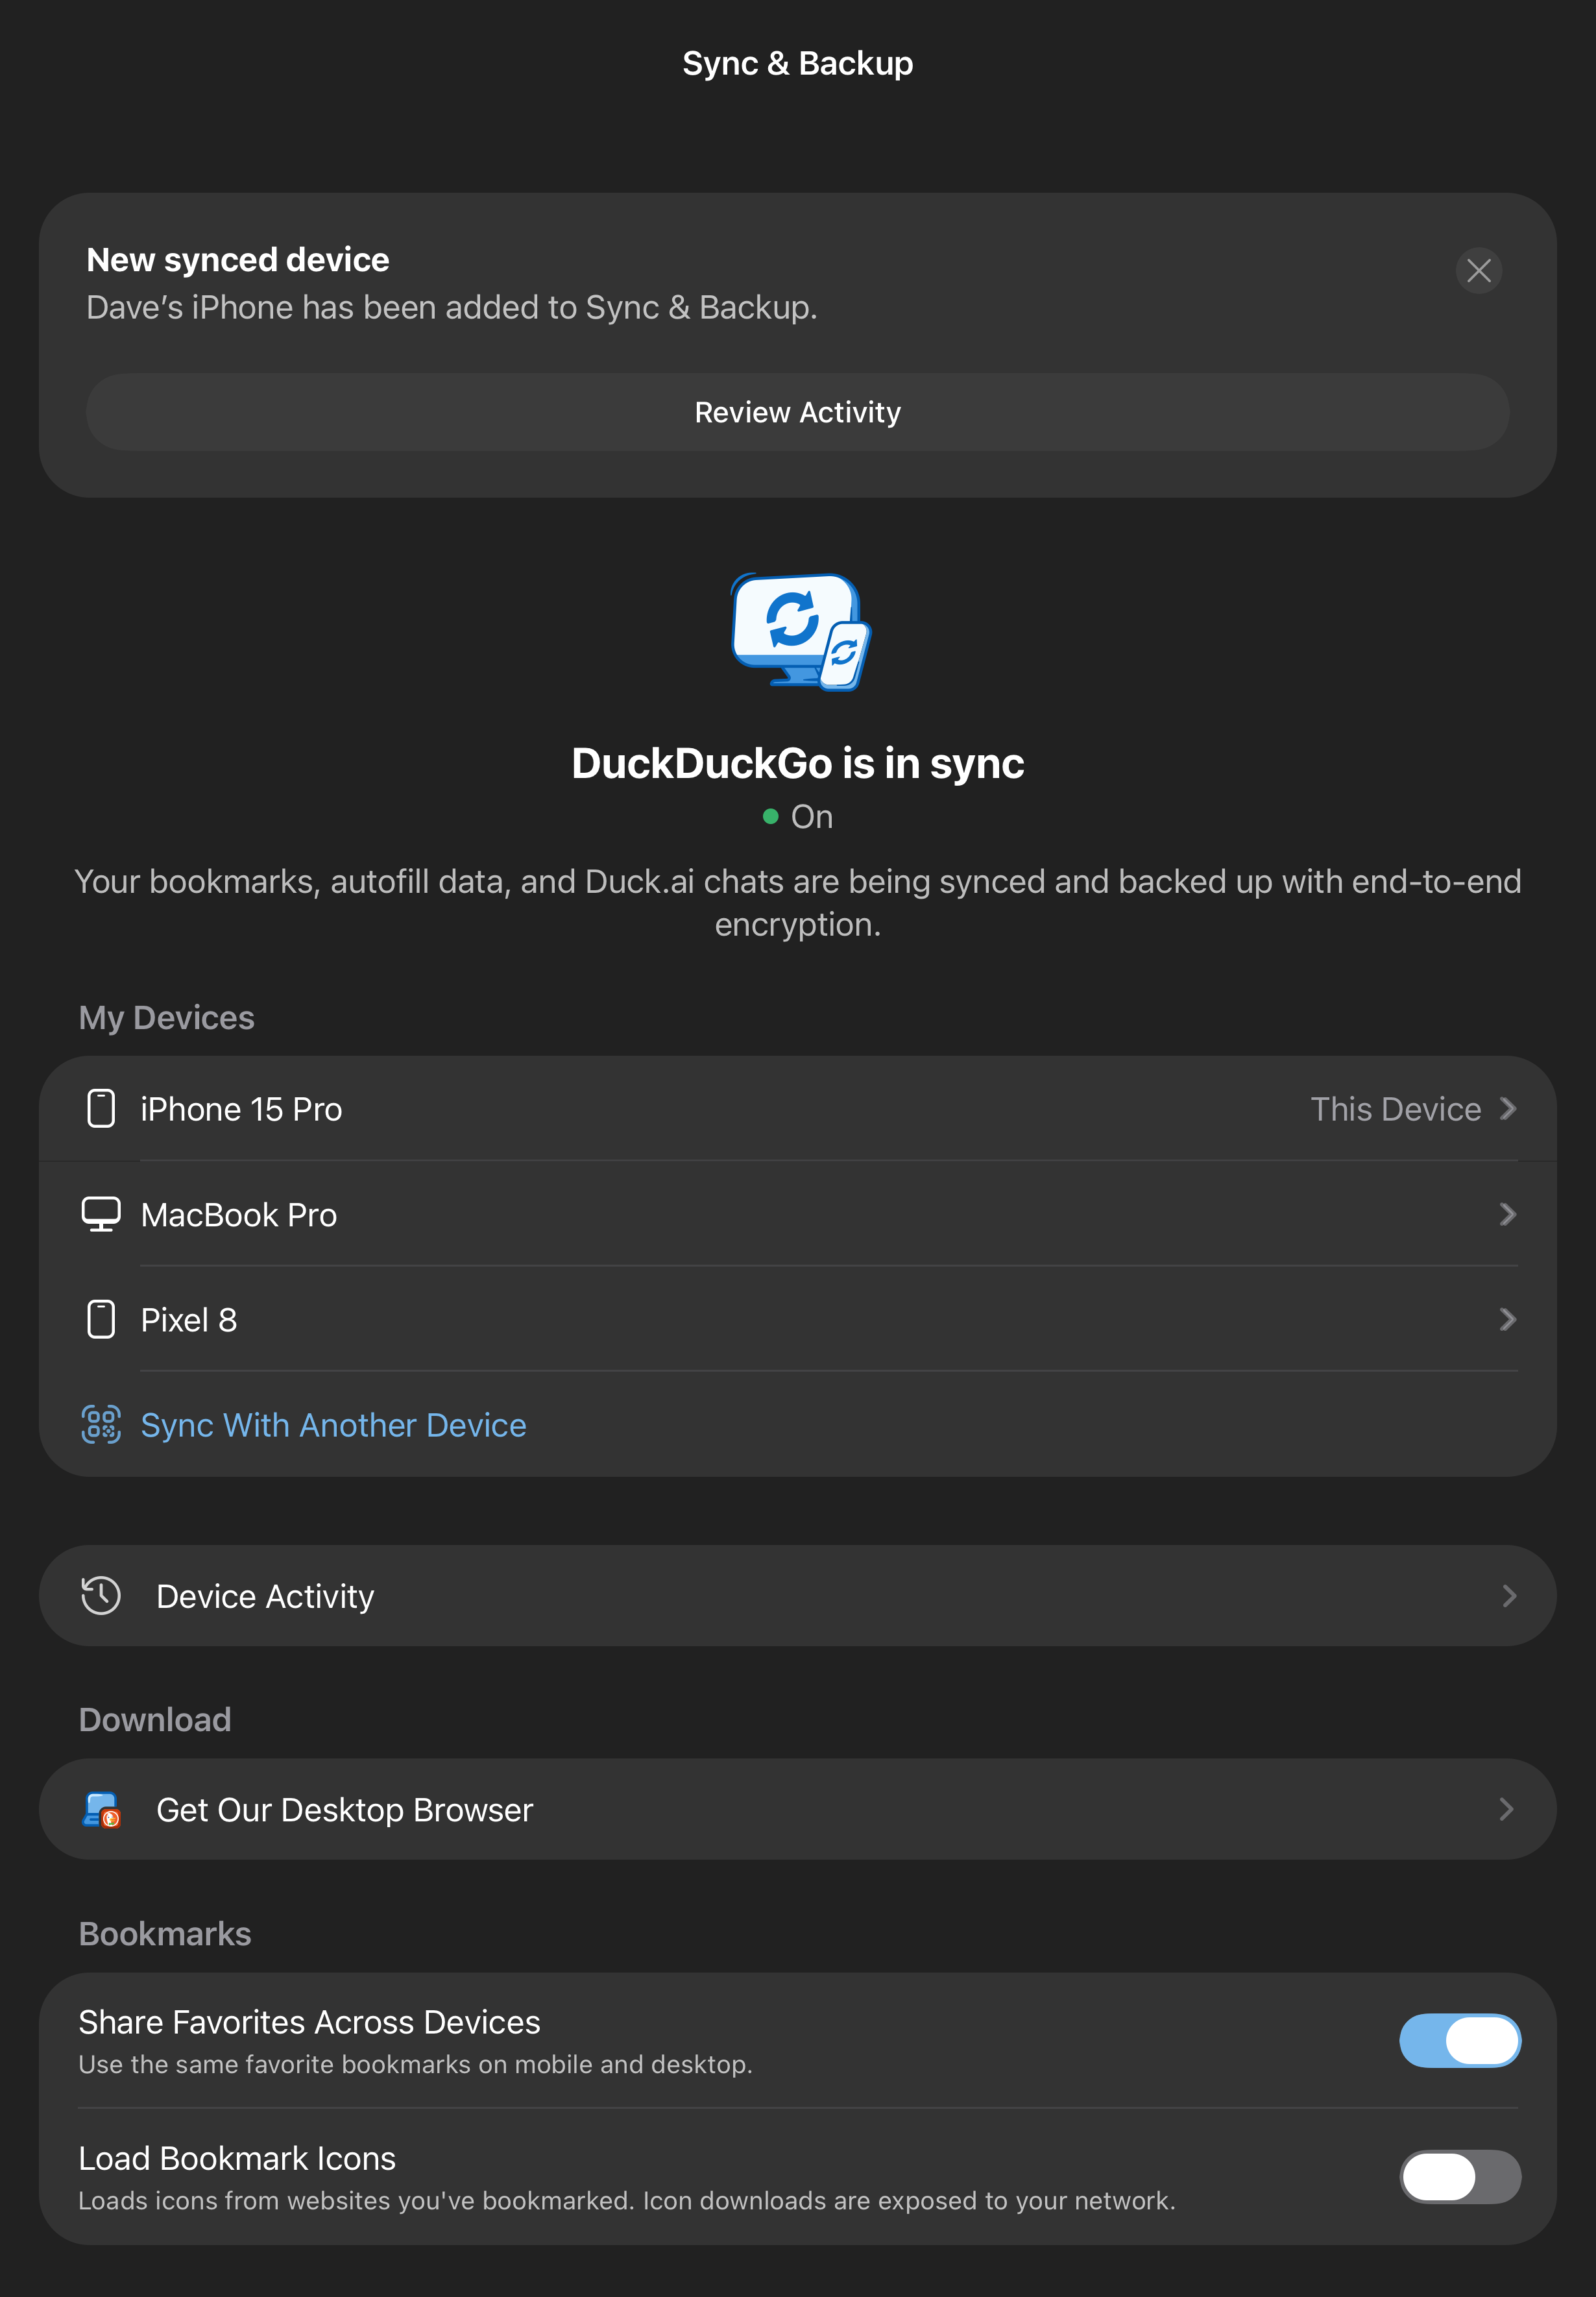 Sync & Backup
New synced device
Dave’s iPhone has been added to Sync & Backup.
Review Activity
DuckDuckGo is in sync
On
Your bookmarks, autofill data, and Duck.ai chats are being synced and backed up with end-to-end
encryption.
My Devices
iPhone 15 Pro This Device
MacBook Pro
Pixel 8
Sync With Another Device
Device Activity
Download
Get Our Desktop Browser
Bookmarks
Share Favorites Across Devices
Use the same favorite bookmarks on mobile and desktop.
Load Bookmark Icons
Loads icons from websites you've bookmarked. Icon downloads are exposed to your network.